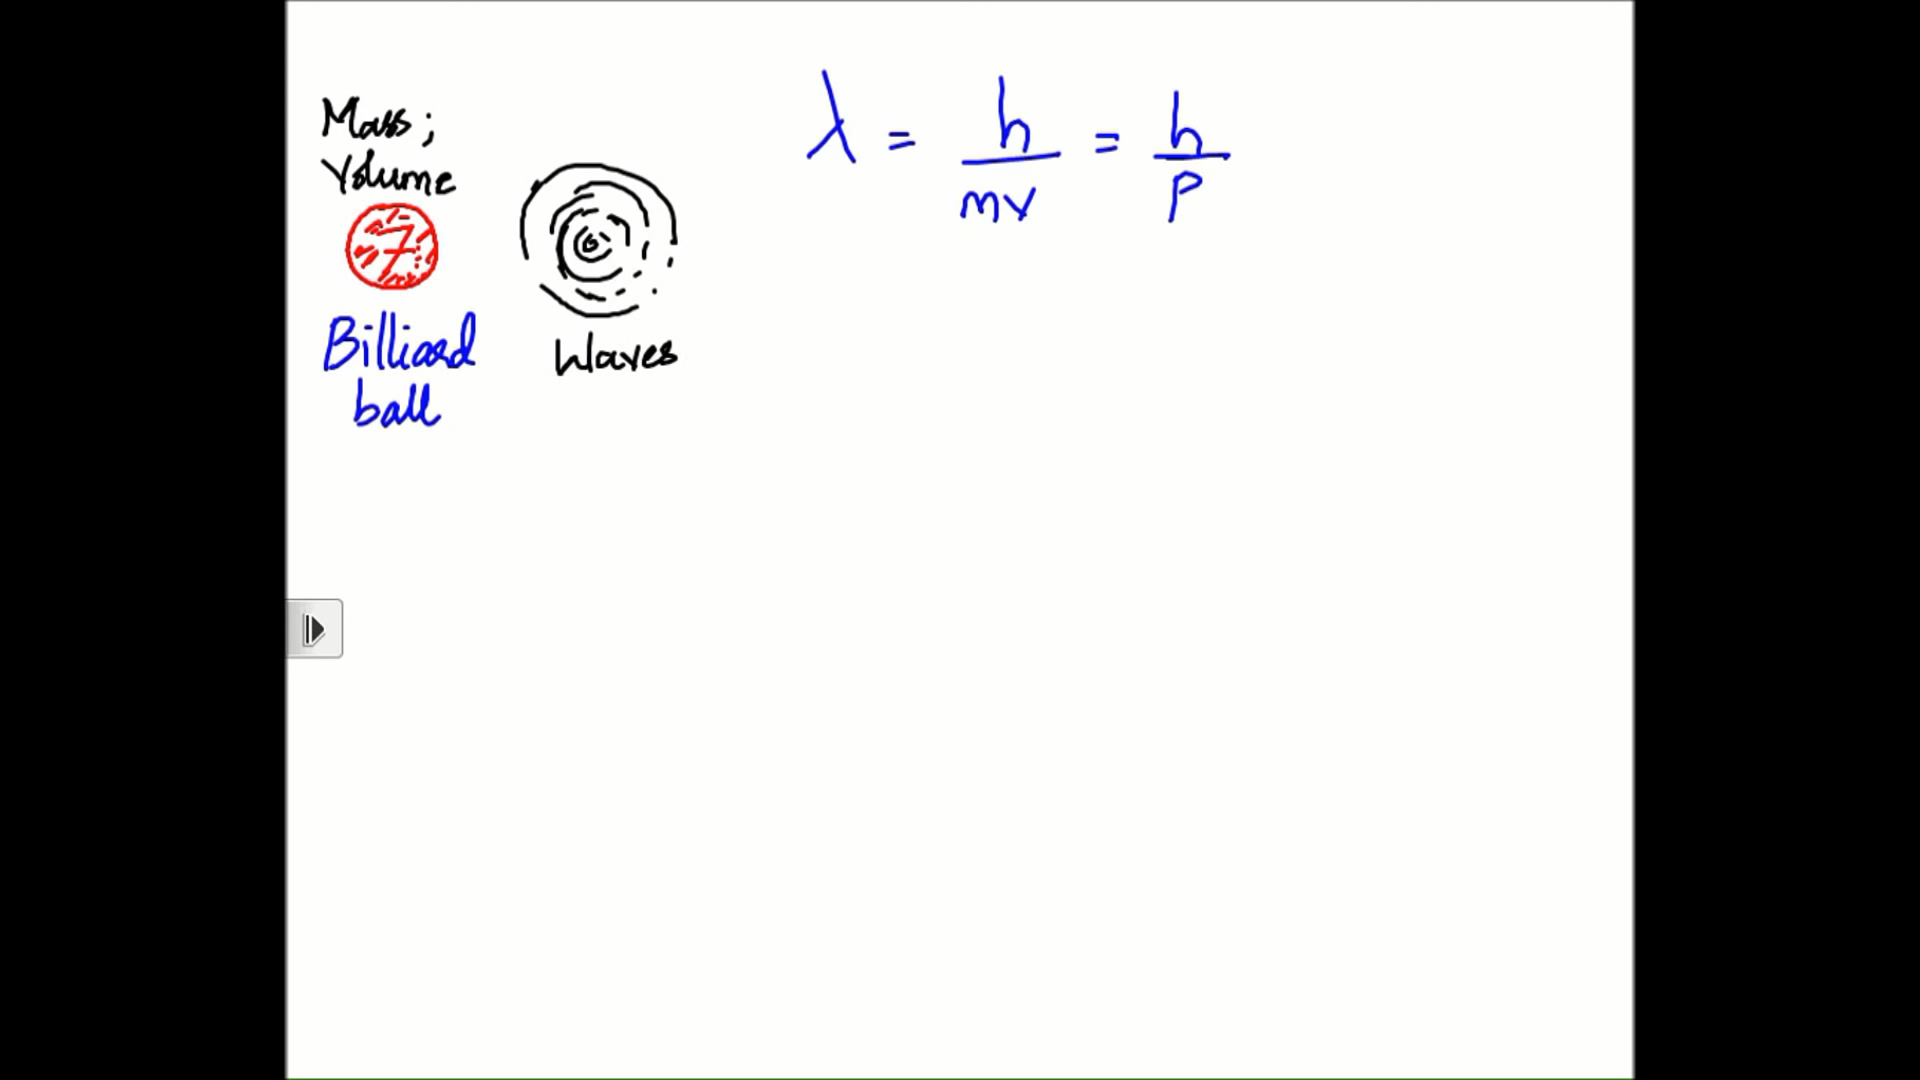 Mass;
Volume
7
Billiard
ball
Waves
λ = h/mv = h/p